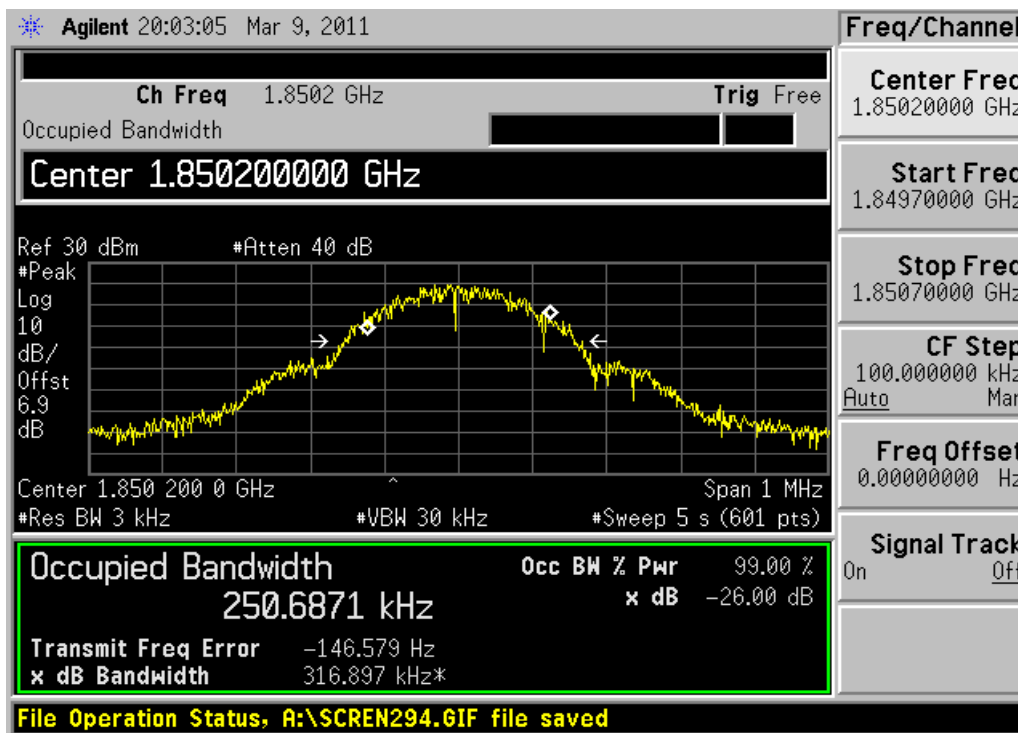 Agilent 20:03:05 Mar 9, 2011
Ch Freq 1.8502 GHz Trig Free
Occupied Bandwidth
Center 1.850200000 GHz
Ref 30 dBm #Atten 40 dB
#Peak
Log
10
dB/
Offst
6.9
dB
Center 1.850 200 0 GHz Span 1 MHz
#Res BW 3 kHz #VBW 30 kHz #Sweep 5 s (601 pts)
Occupied Bandwidth
250.6871 kHz
Occ BW % Pwr 99.00 %
x dB -26.00 dB
Transmit Freq Error -146.579 Hz
x dB Bandwidth 316.897 kHz*
File Operation Status, A:\SCREN294.GIF file saved
Freq/Channel
Center Freq
1.85020000 GHz
Start Freq
1.84970000 GHz
Stop Freq
1.85070000 GHz
CF Step
100.000000 kHz
Auto Man
Freq Offset
0.00000000 Hz
Signal Track
On Off